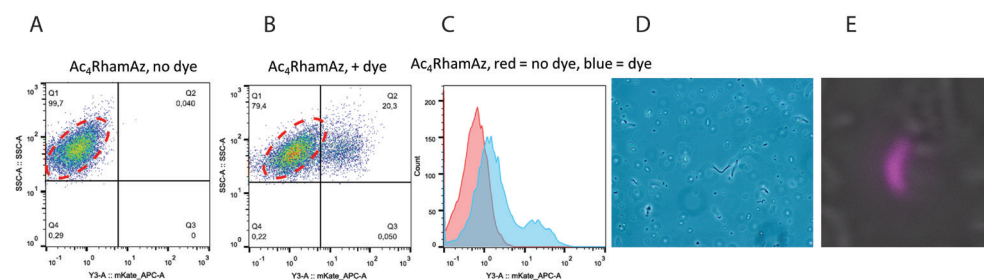 A
B
C
D
E
Ac₄RhamAz, no dye
Ac₄RhamAz, + dye
Ac₄RhamAz, red = no dye, blue = dye
Q1
99,7
Q2
0,040
Q4
0,29
Q3
0
10³
10²
10¹
10⁰
SSC-A :: SSC-A
10⁻¹ 10⁰ 10¹ 10² 10³
Y3-A :: mKate_APC-A
Q1
79,4
Q2
20,3
Q4
0,22
Q3
0,050
10³
10²
10¹
10⁰
SSC-A :: SSC-A
10⁻¹ 10⁰ 10¹ 10² 10³
Y3-A :: mKate_APC-A
200
150
100
50
0
Count
10⁻¹ 10⁰ 10¹ 10² 10³
Y3-A :: mKate_APC-A